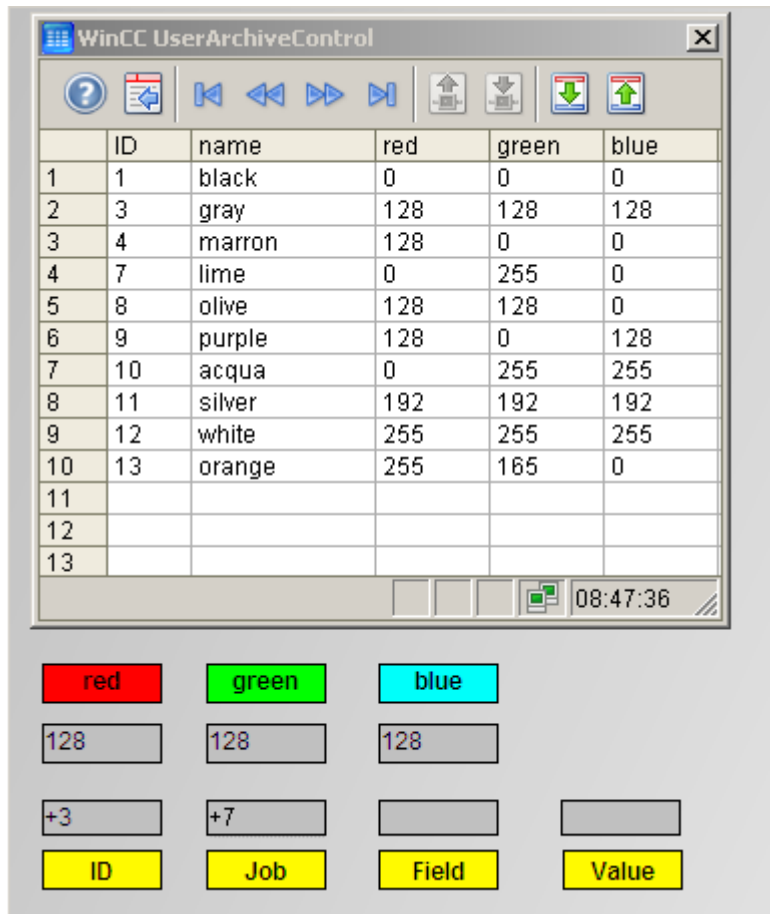 WinCC UserArchiveControl
ID name red green blue
1 1 black 0 0 0
2 3 gray 128 128 128
3 4 marron 128 0 0
4 7 lime 0 255 0
5 8 olive 128 128 0
6 9 purple 128 0 128
7 10 acqua 0 255 255
8 11 silver 192 192 192
9 12 white 255 255 255
10 13 orange 255 165 0
11
12
13
08:47:36
red green blue
128 128 128
+3 +7
ID Job Field Value